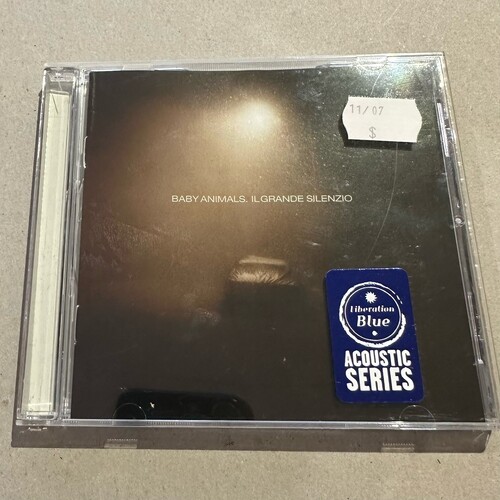 11/07
$
BABY ANIMALS. IL GRANDE SILENZIO
Liberation
Blue
ACOUSTIC
SERIES